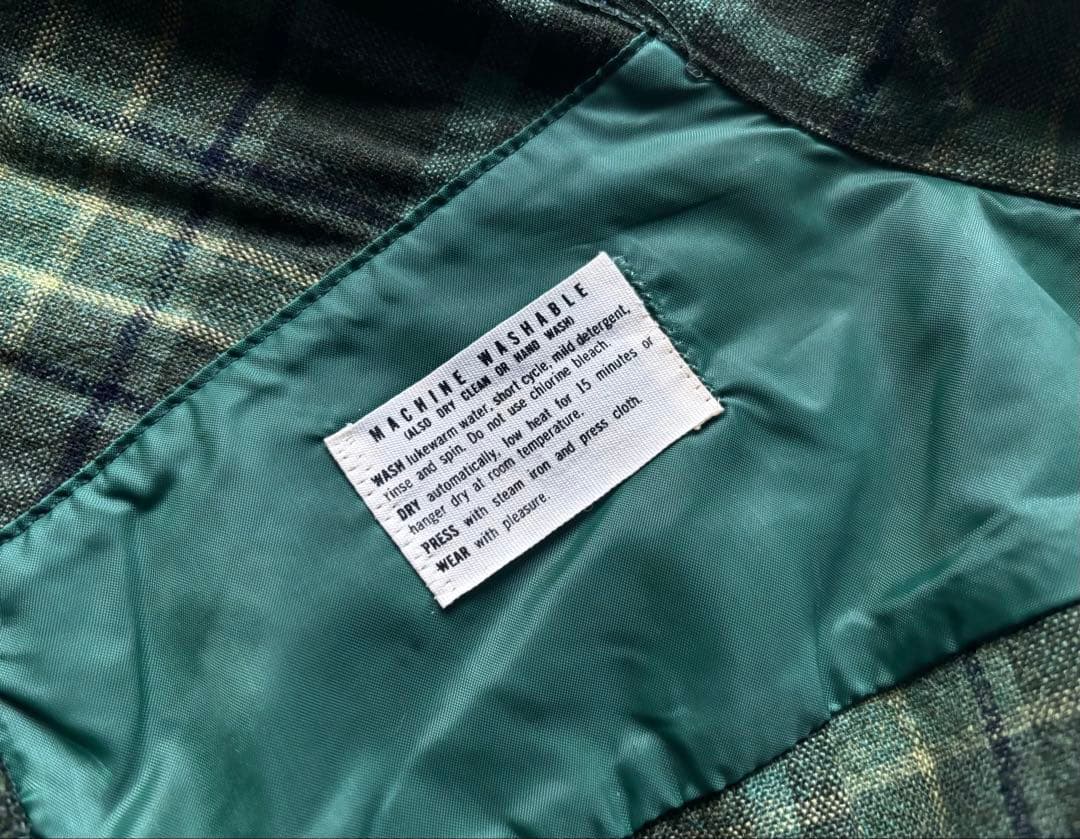 MACHINE WASHABLE
(ALSO DRY CLEAN OR HAND WASH)
WASH lukewarm water, short cycle, mild detergent,
rinse and spin. Do not use chlorine bleach.
DRY automatically, low heat for 15 minutes or
hanger dry at room temperature.
PRESS with steam iron and press cloth.
WEAR with pleasure.